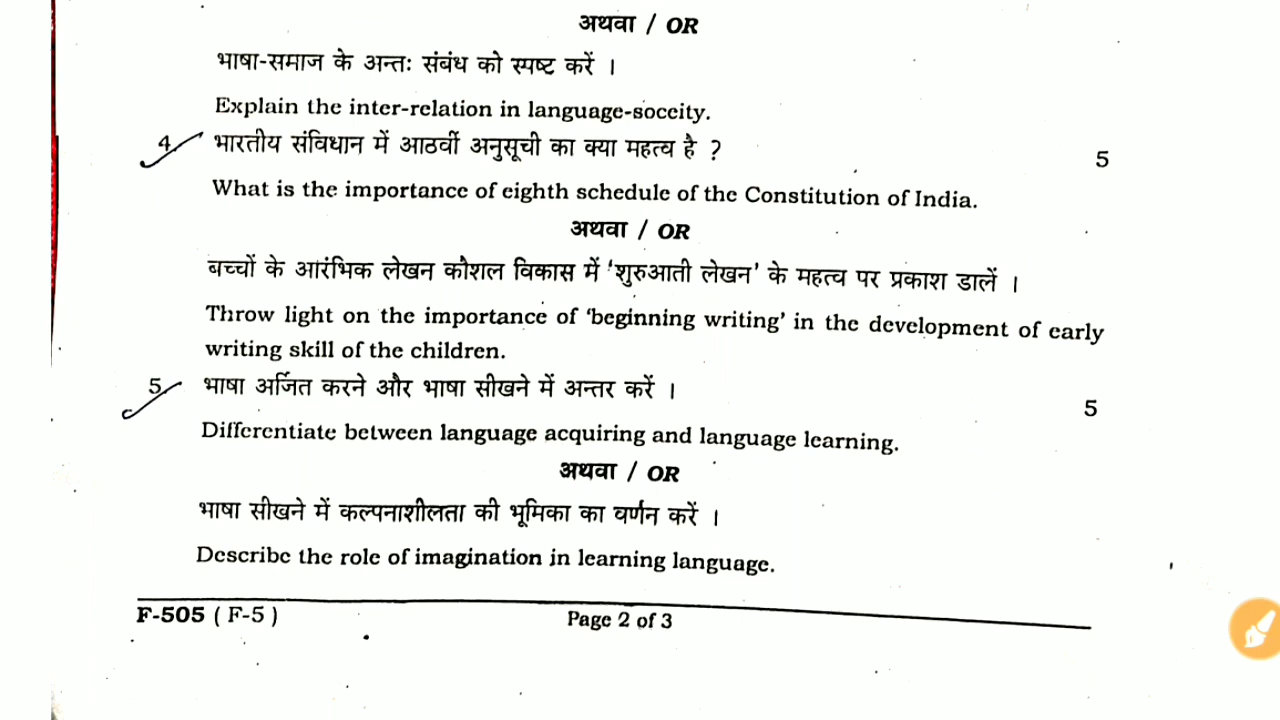 अथवा / OR
भाषा-समाज के अन्तः संबंध को स्पष्ट करें ।
Explain the inter-relation in language-soccity.
4. भारतीय संविधान में आठवीं अनुसूची का क्या महत्व है ? 5
What is the importance of eighth schedule of the Constitution of India.
अथवा / OR
बच्चों के आरंभिक लेखन कौशल विकास में ‘शुरुआती लेखन’ के महत्व पर प्रकाश डालें ।
Throw light on the importance of ‘beginning writing’ in the development of early
writing skill of the children.
5. भाषा अर्जित करने और भाषा सीखने में अन्तर करें । 5
Differentiate between language acquiring and language learning.
अथवा / OR
भाषा सीखने में कल्पनाशीलता की भूमिका का वर्णन करें ।
Describe the role of imagination in learning language.
F-505 ( F-5 ) Page 2 of 3